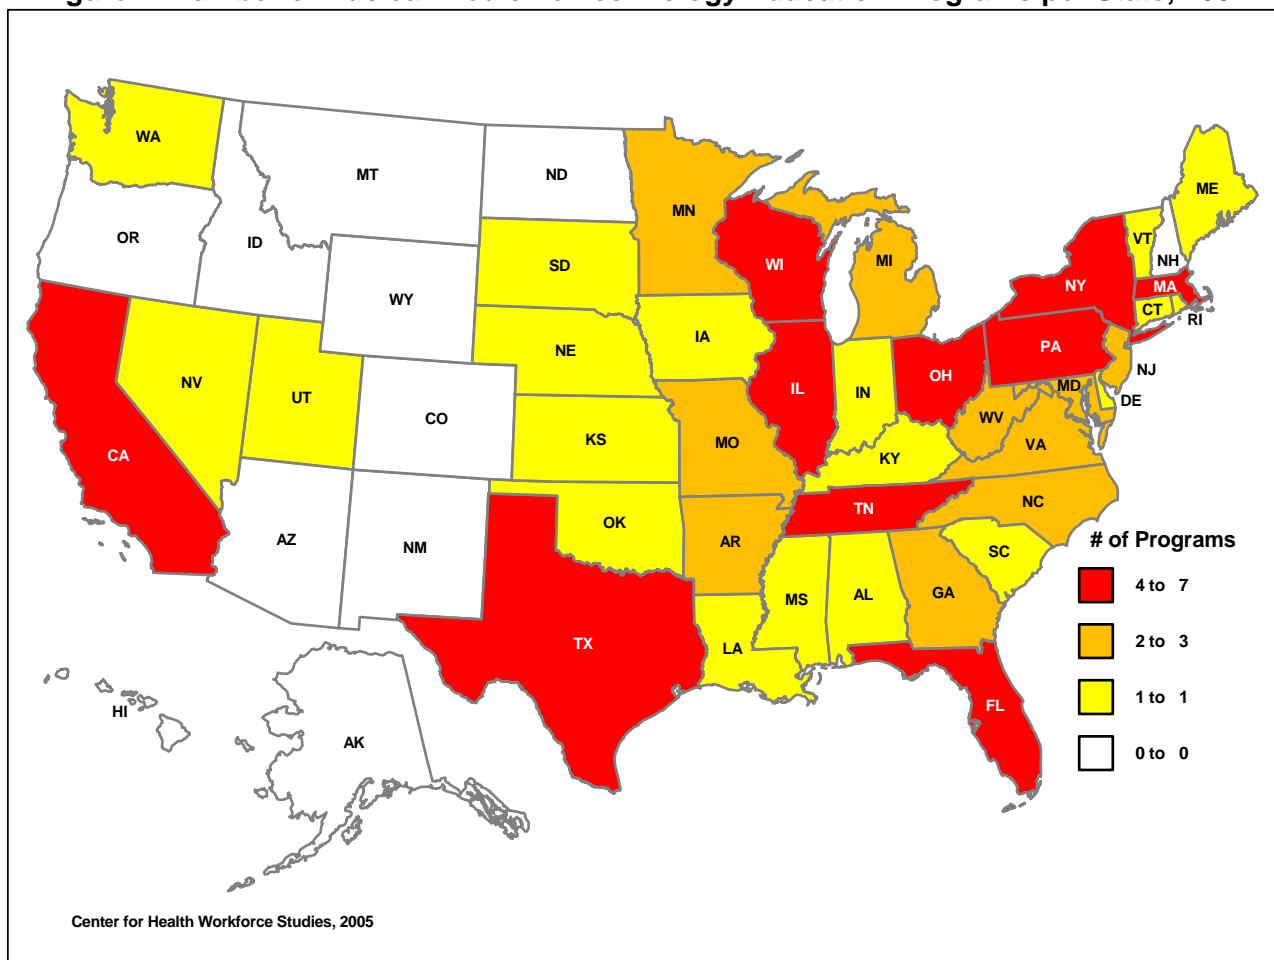 WA
MT
ND
MN
ME
OR
ID
SD
WI
MI
VT
NH
NY
MA
WY
CT
RI
IA
NE
PA
NJ
NV
UT
CO
IL
IN
OH
MD
DE
WV
CA
KS
MO
KY
VA
OK
TN
NC
AZ
NM
AR
SC
# of Programs
MS
AL
GA
4 to 7
TX
LA
2 to 3
FL
1 to 1
HI
AK
0 to 0
Center for Health Workforce Studies, 2005